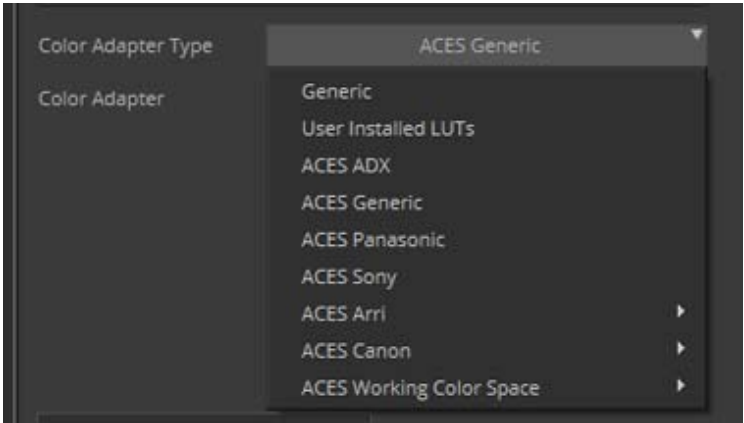 Color Adapter Type ACES Generic
Color Adapter
Generic
User Installed LUTs
ACES ADX
ACES Generic
ACES Panasonic
ACES Sony
ACES Arri
ACES Canon
ACES Working Color Space